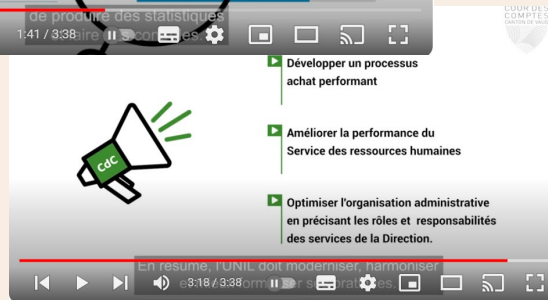 COUR DES
COMPTES
CANTON DE VAUD
de produire des statistiques
1:41 / 3:38
Développer un processus
achat performant
Améliorer la performance du
Service des ressources humaines
CdC
Optimiser l'organisation administrative
en précisant les rôles et responsabilités
des services de la Direction.
En résumé, l'UNIL doit moderniser, harmoniser
3:18 / 3:38